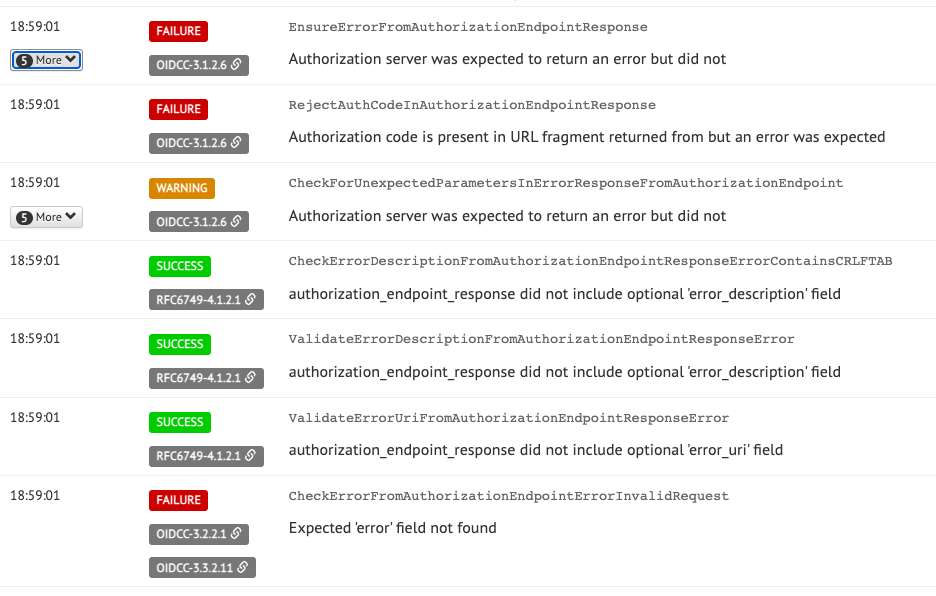 18:59:01 FAILURE EnsureErrorFromAuthorizationEndpointResponse
5 More OIDCC-3.1.2.6 Authorization server was expected to return an error but did not
18:59:01 FAILURE RejectAuthCodeInAuthorizationEndpointResponse
OIDCC-3.1.2.6 Authorization code is present in URL fragment returned from but an error was expected
18:59:01 WARNING CheckForUnexpectedParametersInErrorResponseFromAuthorizationEndpoint
5 More OIDCC-3.1.2.6 Authorization server was expected to return an error but did not
18:59:01 SUCCESS CheckErrorDescriptionFromAuthorizationEndpointResponseErrorContainsCRLFTAB
RFC6749-4.1.2.1 authorization_endpoint_response did not include optional 'error_description' field
18:59:01 SUCCESS ValidateErrorDescriptionFromAuthorizationEndpointResponseError
RFC6749-4.1.2.1 authorization_endpoint_response did not include optional 'error_description' field
18:59:01 SUCCESS ValidateErrorUriFromAuthorizationEndpointResponseError
RFC6749-4.1.2.1 authorization_endpoint_response did not include optional 'error_uri' field
18:59:01 FAILURE CheckErrorFromAuthorizationEndpointErrorInvalidRequest
OIDCC-3.2.2.1 Expected 'error' field not found
OIDCC-3.3.2.11